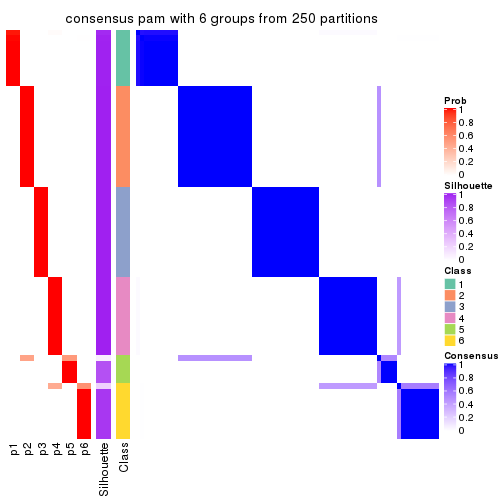 consensus pam with 6 groups from 250 partitions
Prob
1
0.8
0.6
0.4
0.2
0
Silhouette
1
0.8
0.6
0.4
0.2
0
Class
1
2
3
4
5
6
Consensus
1
0.8
0.6
0.4
0.2
0
p1
p2
p3
p4
p5
p6
Silhouette
Class